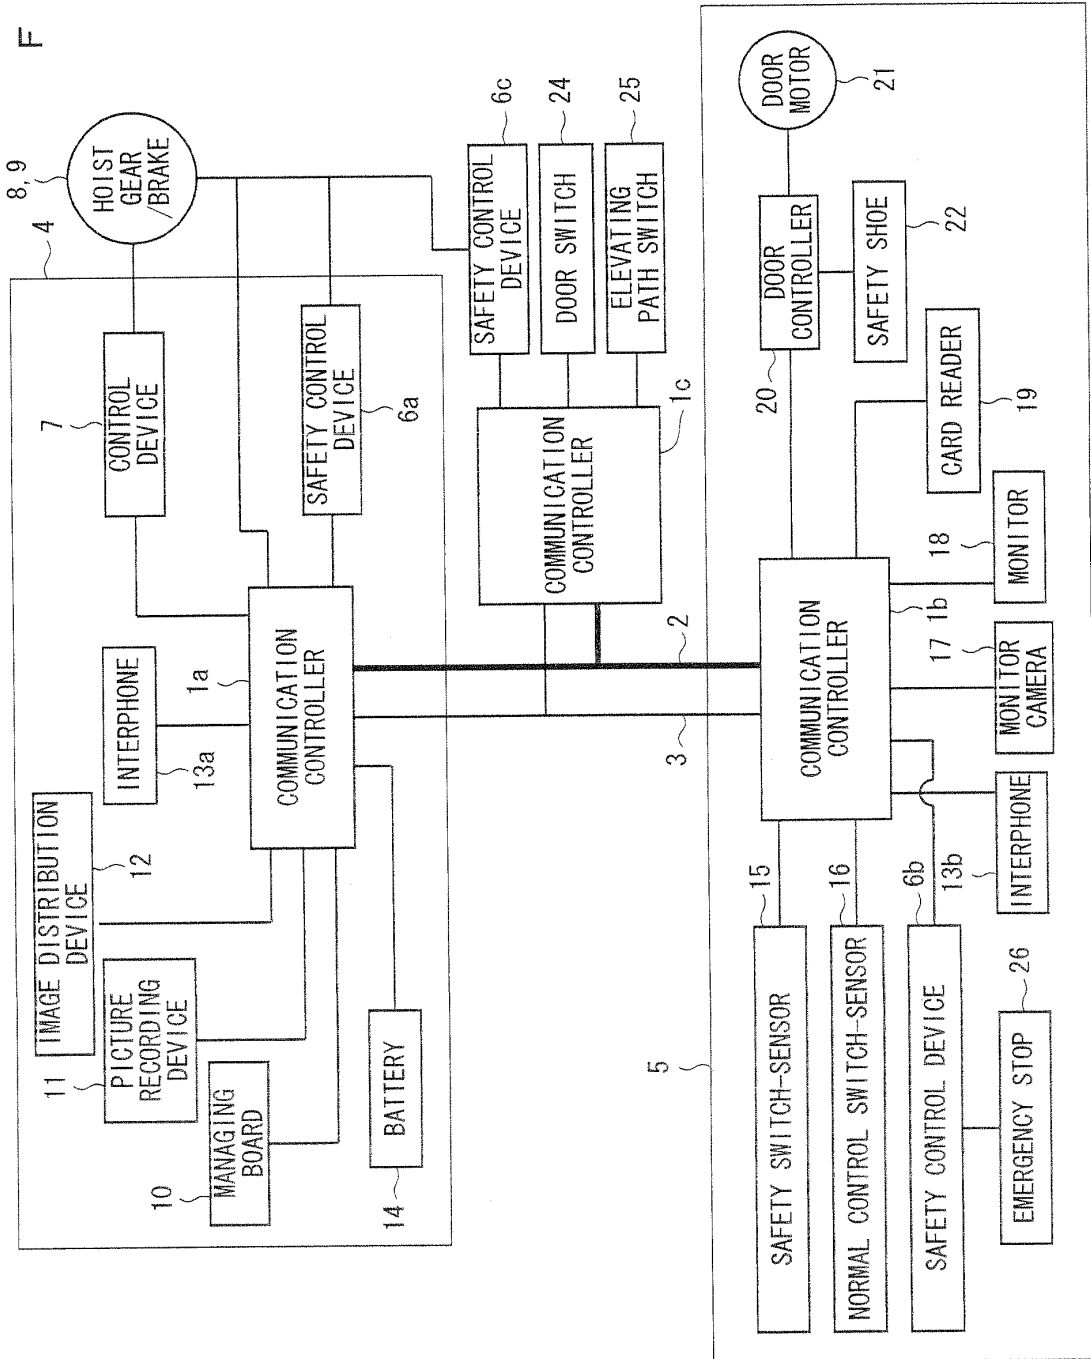 F
IMAGE DISTRIBUTION
DEVICE
12
11
PICTURE
RECORDING
DEVICE
10
MANAGING
BOARD
14
BATTERY
INTERPHONE
13a
1a
COMMUNICATION
CONTROLLER
7
CONTROL
DEVICE
SAFETY CONTROL
DEVICE
6a
4
8, 9
HOIST
GEAR
/BRAKE
SAFETY CONTROL
DEVICE
6c
DOOR SWITCH
24
ELEVATING
PATH SWITCH
25
COMMUNICATION
CONTROLLER
1c
2
3
5
SAFETY SWITCH-SENSOR
15
NORMAL CONTROL SWITCH-SENSOR
16
SAFETY CONTROL DEVICE
6b
EMERGENCY STOP
26
COMMUNICATION
CONTROLLER
1b
INTERPHONE
13b
MONITOR
CAMERA
17
MONITOR
18
CARD READER
19
DOOR
CONTROLLER
20
SAFETY SHOE
22
DOOR
MOTOR
21